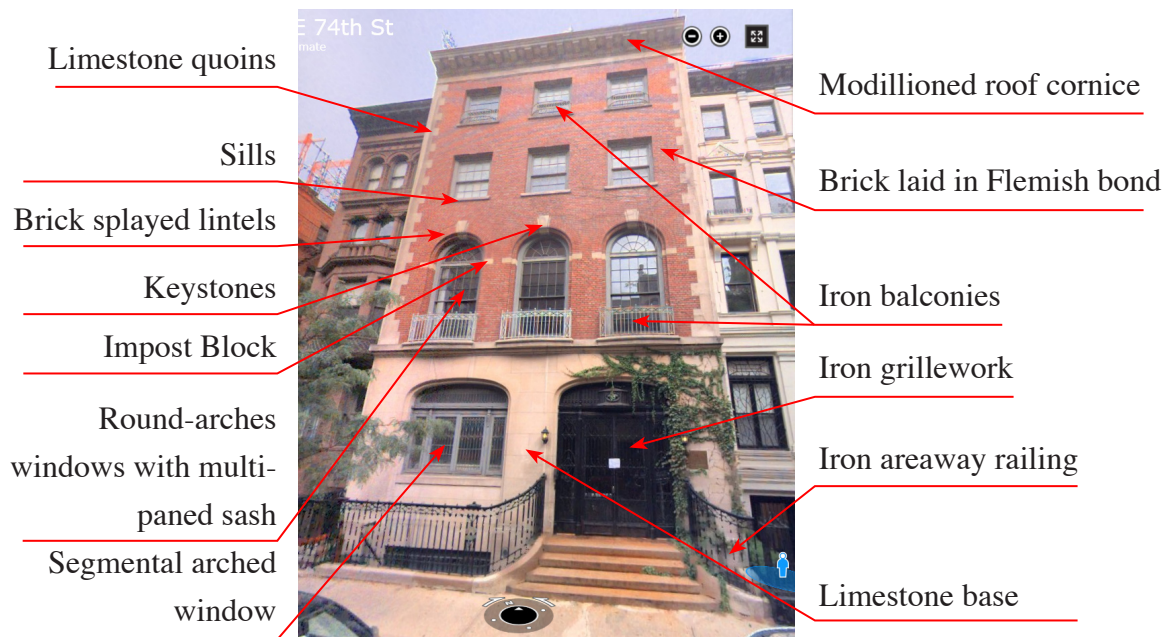 E 74th St
mate
Limestone quoins
Sills
Brick splayed lintels
Keystones
Impost Block
Round-arches
windows with multi-
paned sash
Segmental arched
window
Modillioned roof cornice
Brick laid in Flemish bond
Iron balconies
Iron grillework
Iron areaway railing
Limestone base